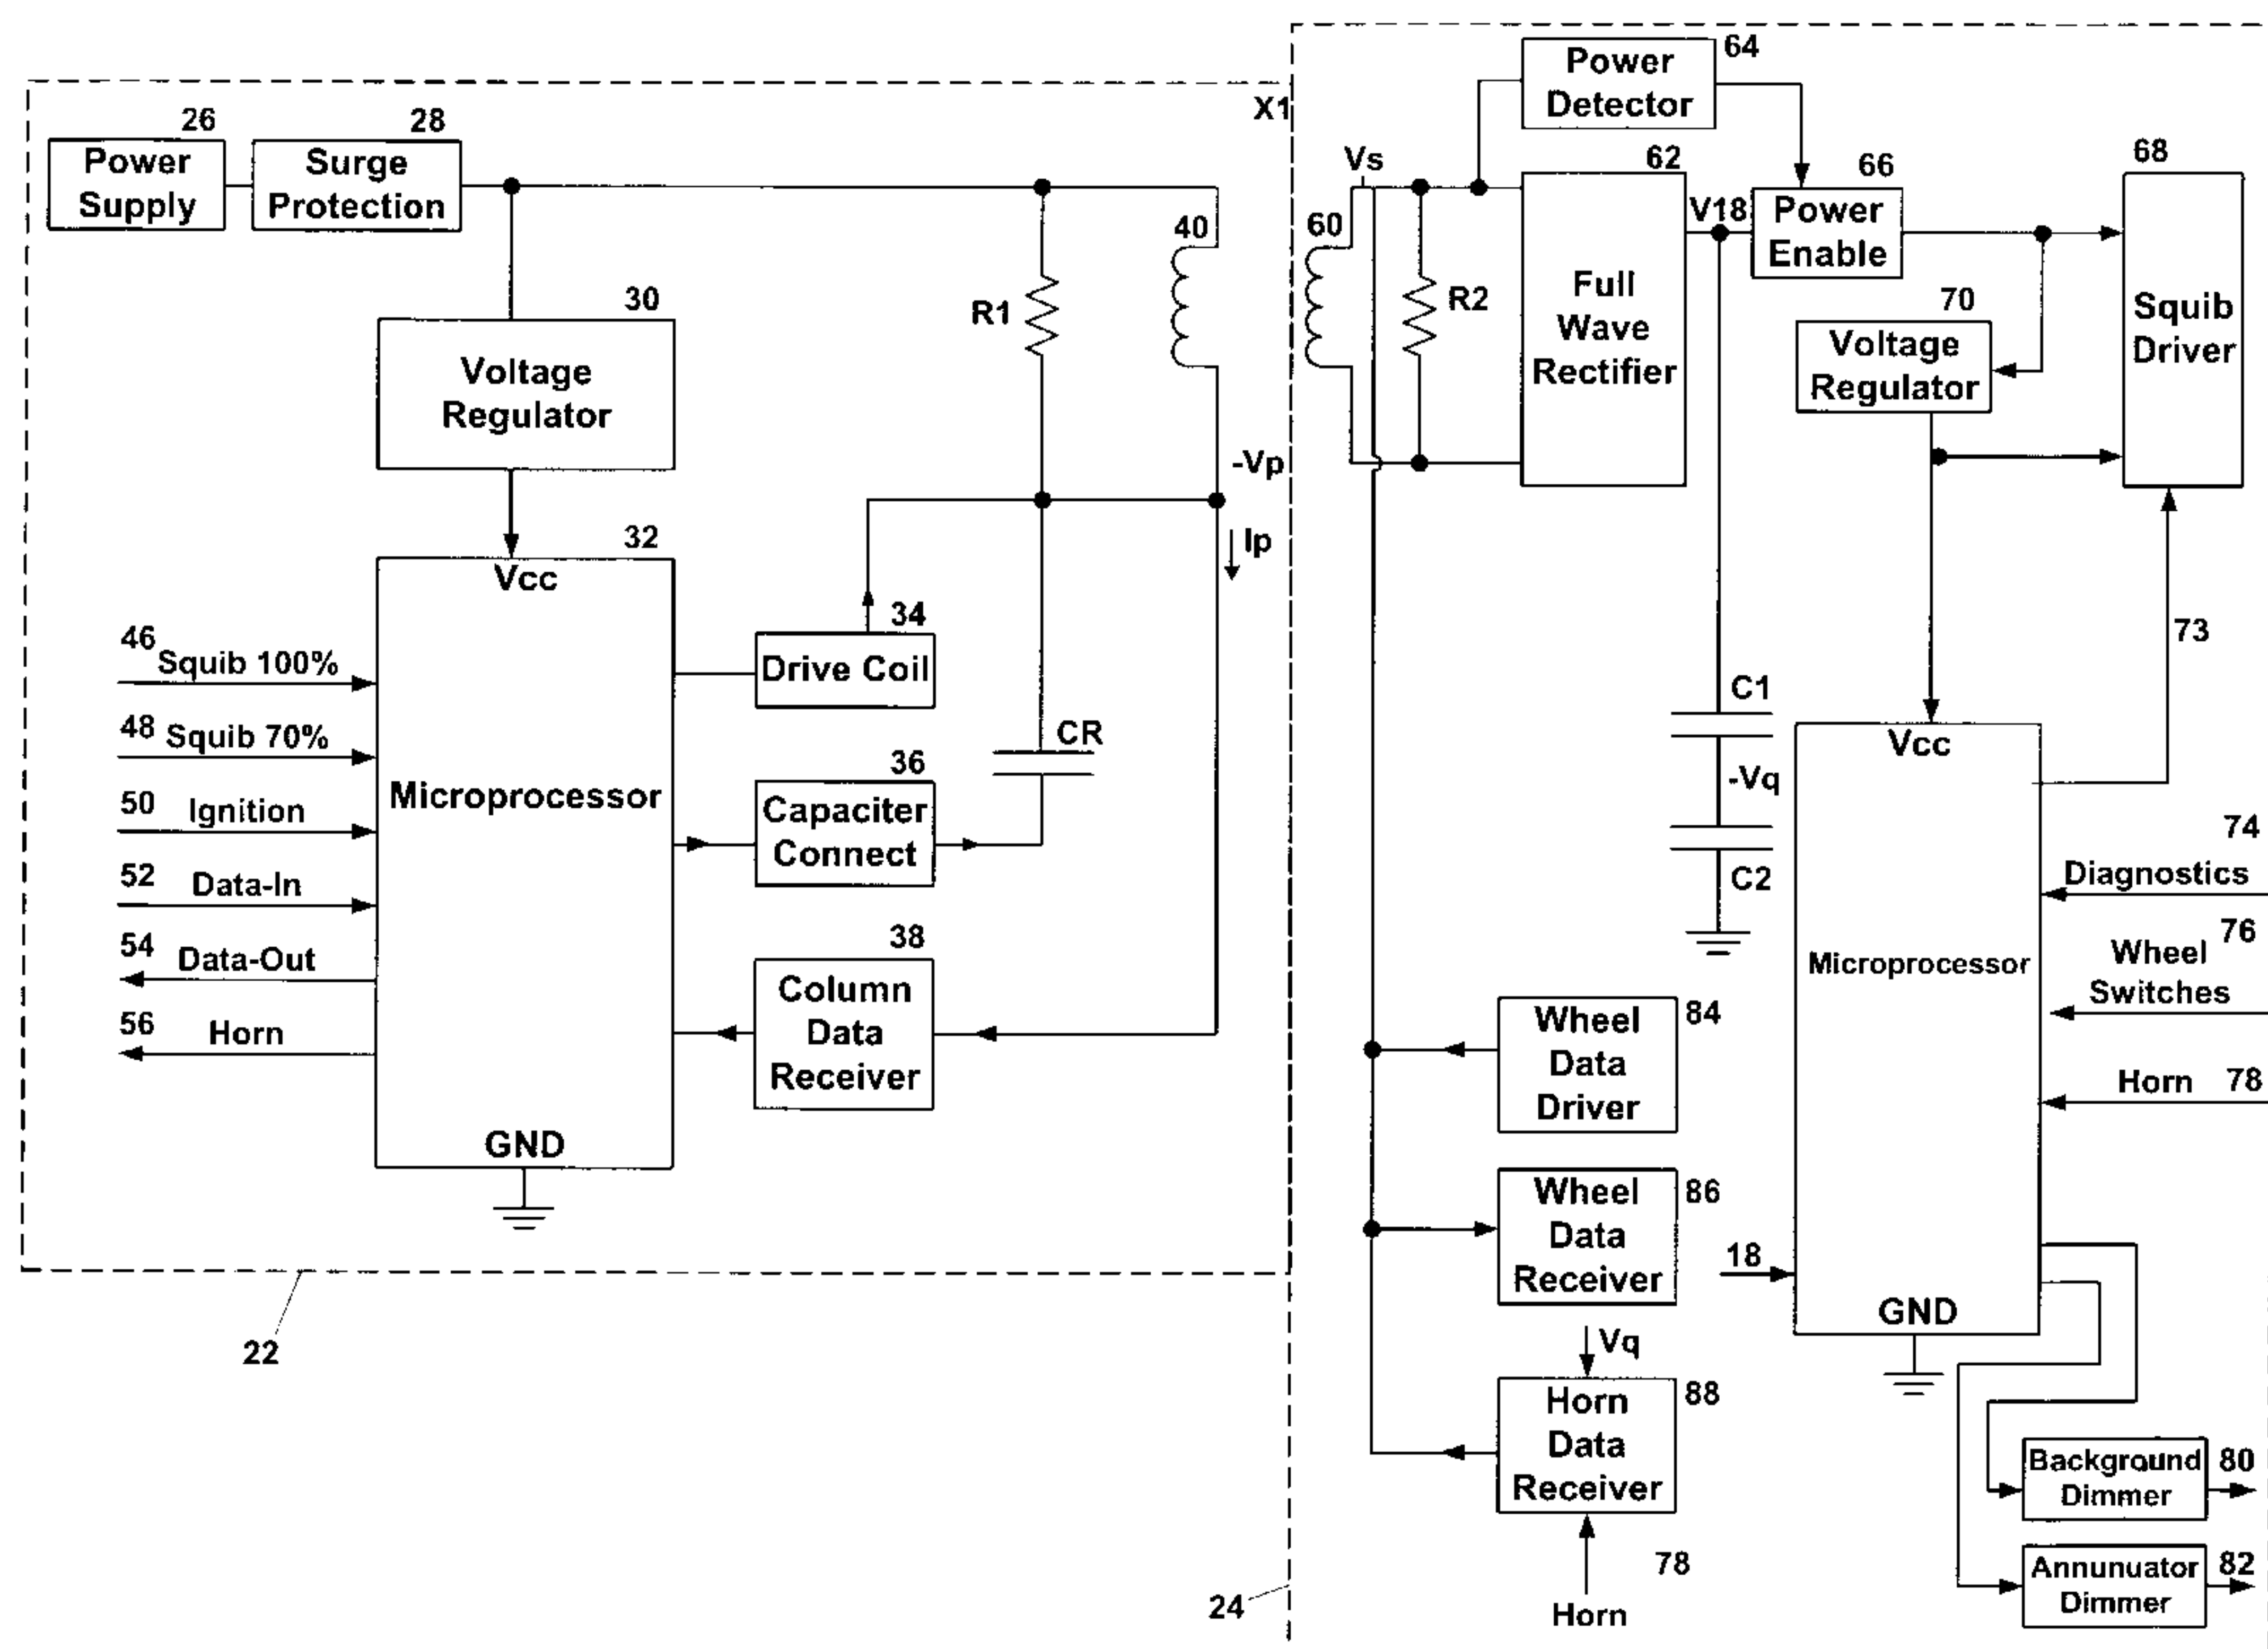 26
Power
Supply
28
Surge
Protection
30
Voltage
Regulator
32
Vcc
Microprocessor
GND
46
Squib 100%
48
Squib 70%
50
Ignition
52
Data-In
54
Data-Out
56
Horn
34
Drive Coil
36
Capaciter
Connect
38
Column
Data
Receiver
R1
CR
40
-Vp
Ip
22
X1
Vs
60
R2
64
Power
Detector
62
Full
Wave
Rectifier
V18
66
Power
Enable
68
Squib
Driver
70
Voltage
Regulator
73
C1
-Vq
C2
Vcc
Microprocessor
GND
18
74
Diagnostics
76
Wheel
Switches
Horn 78
84
Wheel
Data
Driver
86
Wheel
Data
Receiver
Vq
88
Horn
Data
Receiver
78
Horn
24
Background
Dimmer
80
Annunuator
Dimmer
82